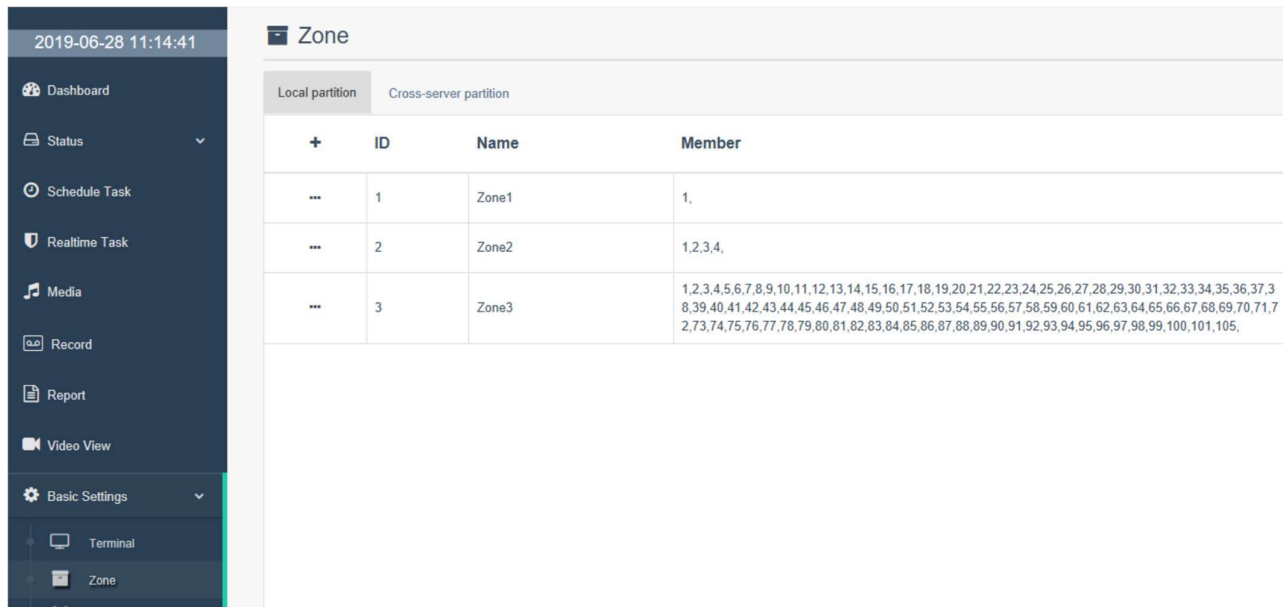 2019-06-28 11:14:41
Dashboard
Status
Schedule Task
Realtime Task
Media
Record
Report
Video View
Basic Settings
Terminal
Zone
Zone
Local partition Cross-server partition
+ ID Name Member
... 1 Zone1 1,
... 2 Zone2 1,2,3,4,
... 3 Zone3 1,2,3,4,5,6,7,8,9,10,11,12,13,14,15,16,17,18,19,20,21,22,23,24,25,26,27,28,29,30,31,32,33,34,35,36,37,3
8,39,40,41,42,43,44,45,46,47,48,49,50,51,52,53,54,55,56,57,58,59,60,61,62,63,64,65,66,67,68,69,70,71,7
2,73,74,75,76,77,78,79,80,81,82,83,84,85,86,87,88,89,90,91,92,93,94,95,96,97,98,99,100,101,105,